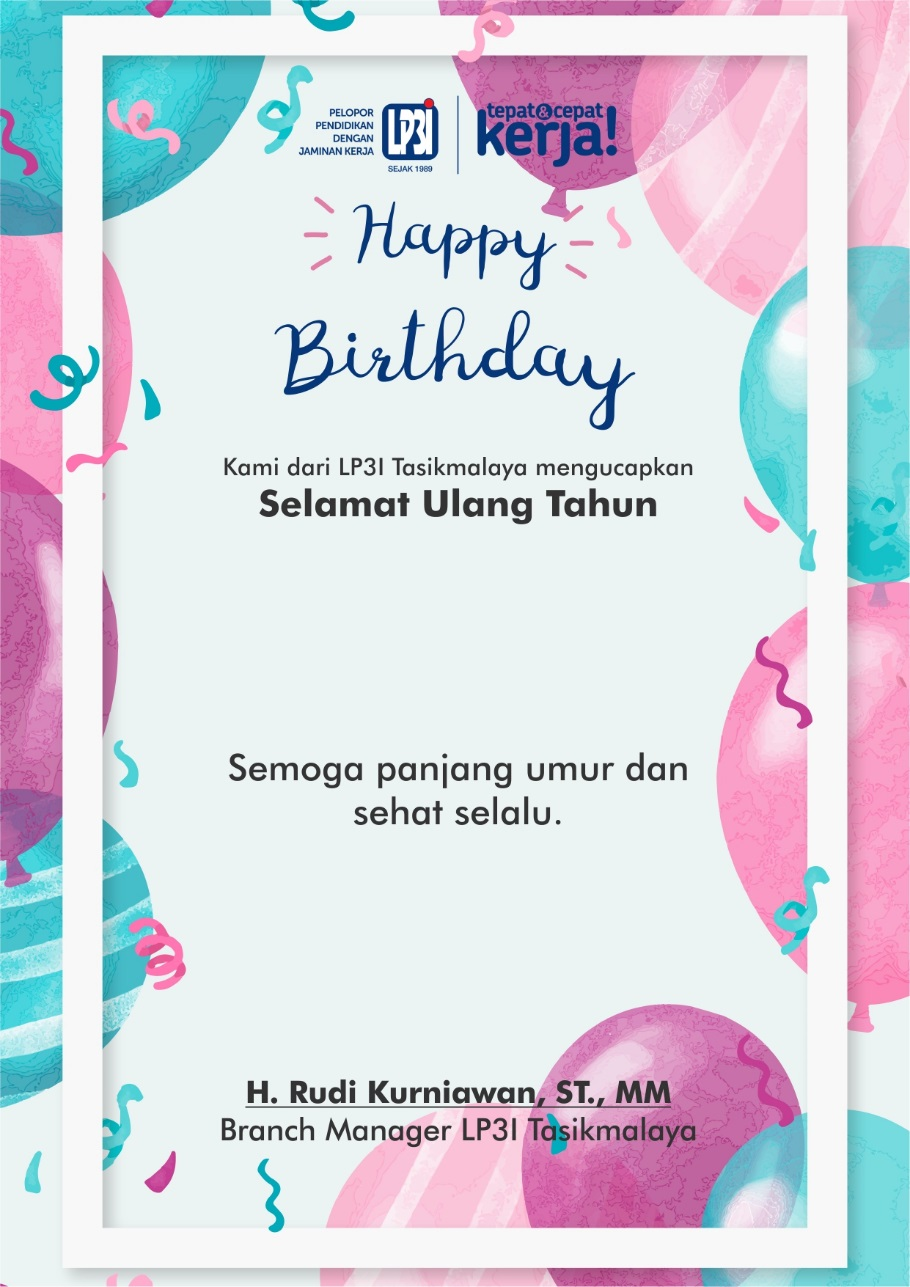 PELOPOR
PENDIDIKAN
DENGAN
JAMINAN KERJA
LP3I
SEJAK 1989
tepat&cepat
kerja!
Happy
Birthday
Kami dari LP3I Tasikmalaya mengucapkan
Selamat Ulang Tahun
Semoga panjang umur dan
sehat selalu.
H. Rudi Kurniawan, ST., MM
Branch Manager LP3I Tasikmalaya